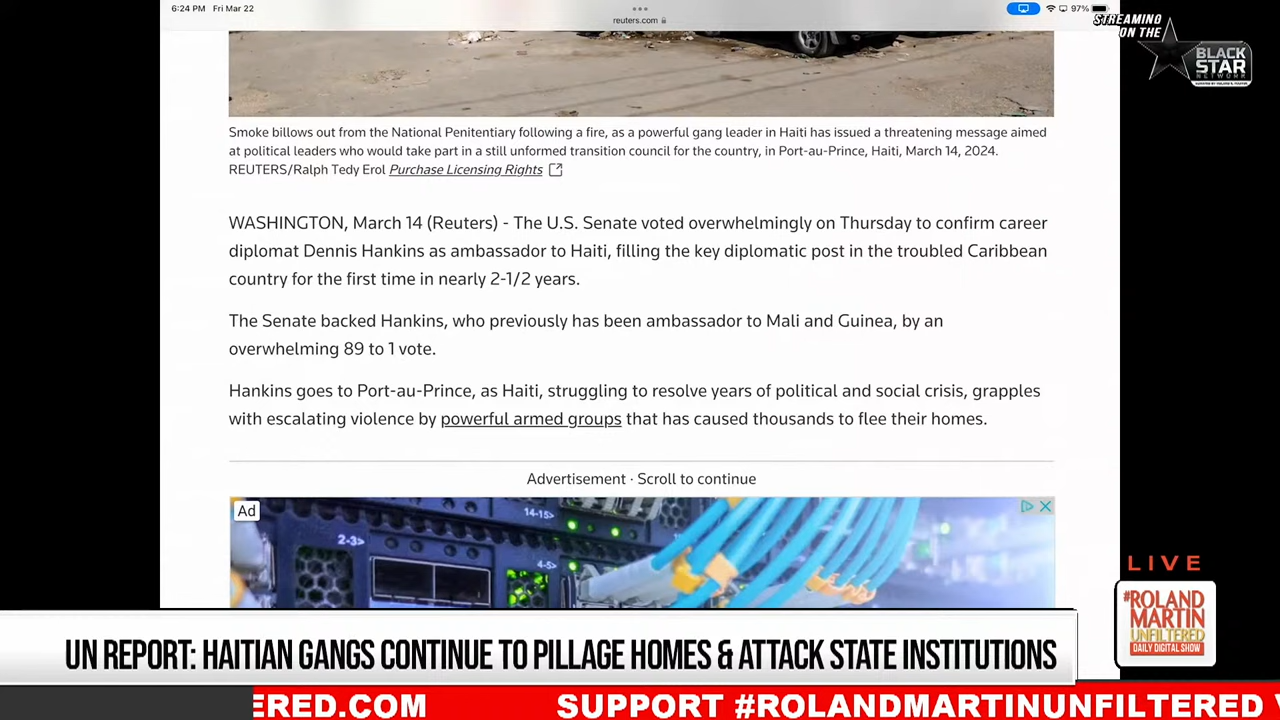 6:24 PM Fri Mar 22
reuters.com
97%
STREAMING
ON THE
BLACK
STAR
NETWORK
Smoke billows out from the National Penitentiary following a fire, as a powerful gang leader in Haiti has issued a threatening message aimed
at political leaders who would take part in a still unformed transition council for the country, in Port-au-Prince, Haiti, March 14, 2024.
REUTERS/Ralph Tedy Erol Purchase Licensing Rights
WASHINGTON, March 14 (Reuters) - The U.S. Senate voted overwhelmingly on Thursday to confirm career
diplomat Dennis Hankins as ambassador to Haiti, filling the key diplomatic post in the troubled Caribbean
country for the first time in nearly 2-1/2 years.
The Senate backed Hankins, who previously has been ambassador to Mali and Guinea, by an
overwhelming 89 to 1 vote.
Hankins goes to Port-au-Prince, as Haiti, struggling to resolve years of political and social crisis, grapples
with escalating violence by powerful armed groups that has caused thousands to flee their homes.
Advertisement · Scroll to continue
Ad
14-15>
2-3>
4-5>
LIVE
#ROLAND
MARTIN
UNFILTERED
DAILY DIGITAL SHOW
UN REPORT: HAITIAN GANGS CONTINUE TO PILLAGE HOMES & ATTACK STATE INSTITUTIONS
ERED.COM SUPPORT #ROLANDMARTINUNFILTERED V